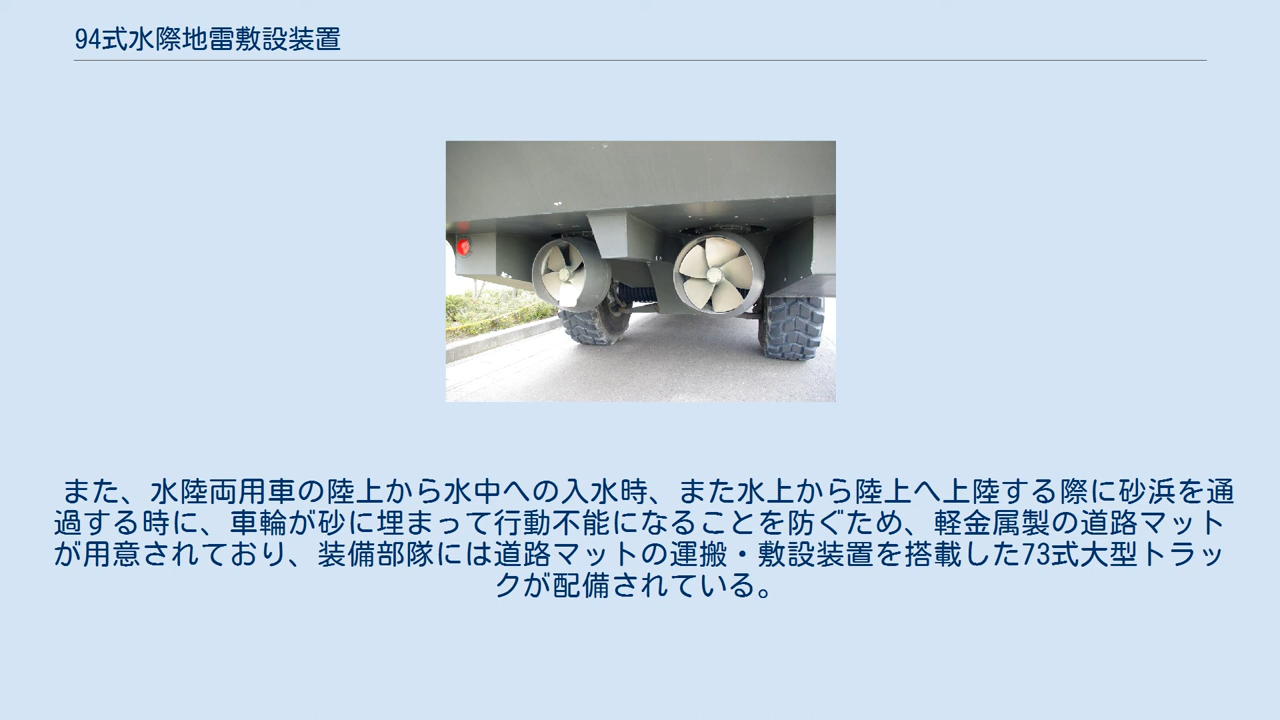 94式水際地雷敷設装置
また、水陸両用車の陸上から水中への入水時、また水上から陸上へ上陸する際に砂浜を通
過する時に、車輪が砂に埋まって行動不能になることを防ぐため、軽金属製の道路マット
が用意されており、装備部隊には道路マットの運搬・敷設装置を搭載した73式大型トラッ
クが配備されている。